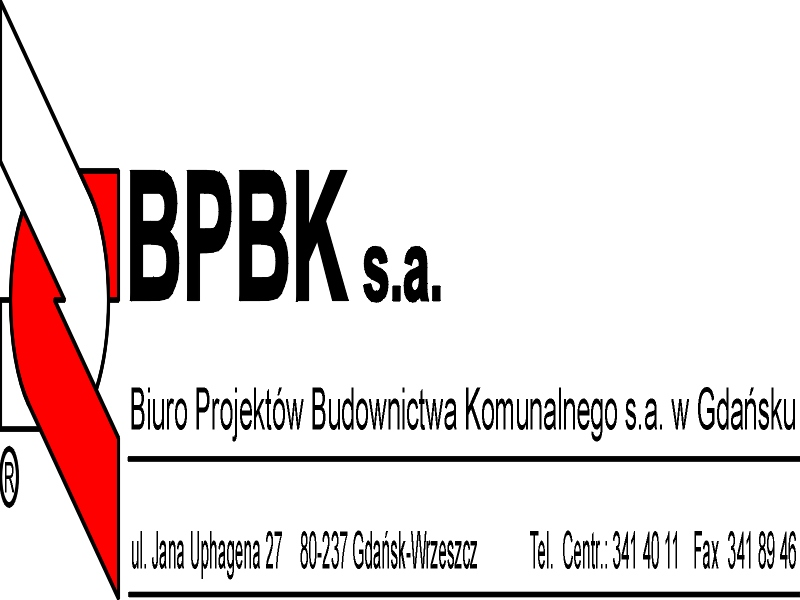 BPBK s.a.
Biuro Projektów Budownictwa Komunalnego s.a. w Gdańsku
®
ul. Jana Uphagena 27 80-237 Gdańsk-Wrzeszcz Tel. Centr.: 341 40 11 Fax 341 89 46